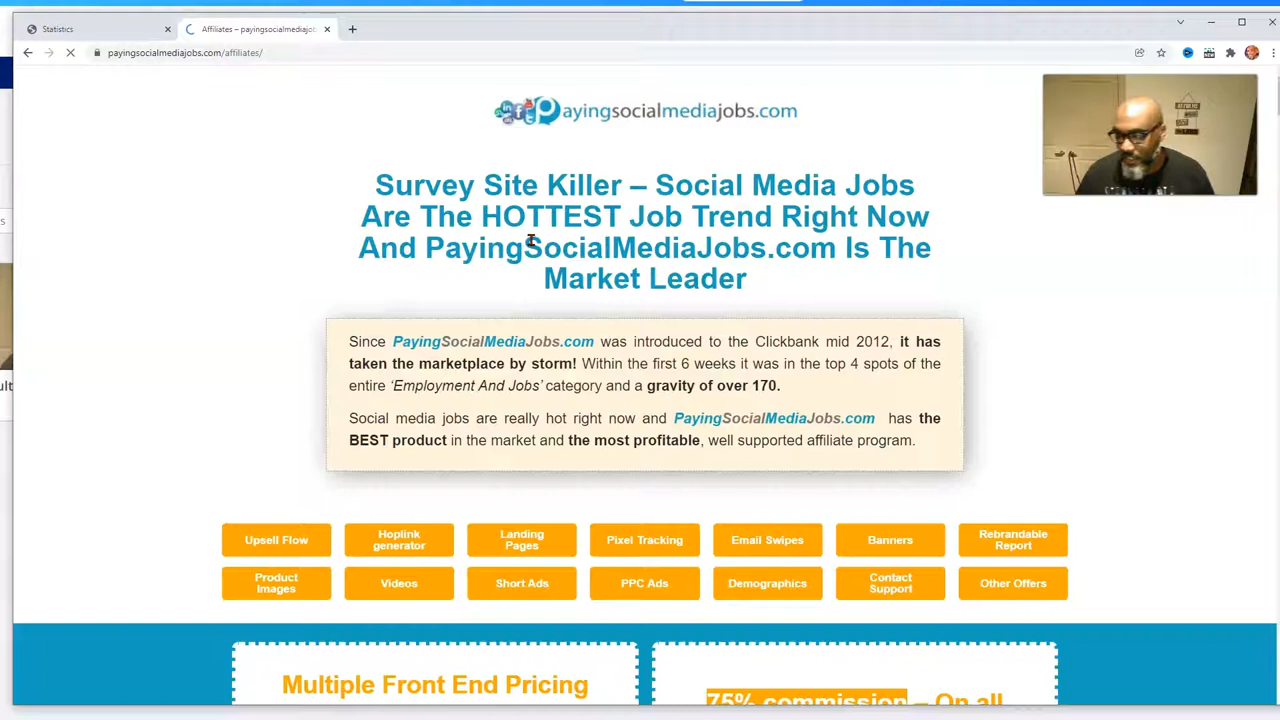 Statistics
Affiliates – payingsocialmediajob
payingsocialmediajobs.com/affiliates/
ayingsocialmediajobs.com
Survey Site Killer – Social Media Jobs
Are The HOTTEST Job Trend Right Now
And PayingSocialMediaJobs.com Is The
Market Leader
Since PayingSocialMediaJobs.com was introduced to the Clickbank mid 2012, it has
taken the marketplace by storm! Within the first 6 weeks it was in the top 4 spots of the
entire ‘Employment And Jobs’ category and a gravity of over 170.
Social media jobs are really hot right now and PayingSocialMediaJobs.com has the
BEST product in the market and the most profitable, well supported affiliate program.
Upsell Flow
Hoplink
generator
Landing
Pages
Pixel Tracking
Email Swipes
Banners
Rebrandable
Report
Product
Images
Videos
Short Ads
PPC Ads
Demographics
Contact
Support
Other Offers
Multiple Front End Pricing
75% commission – On all